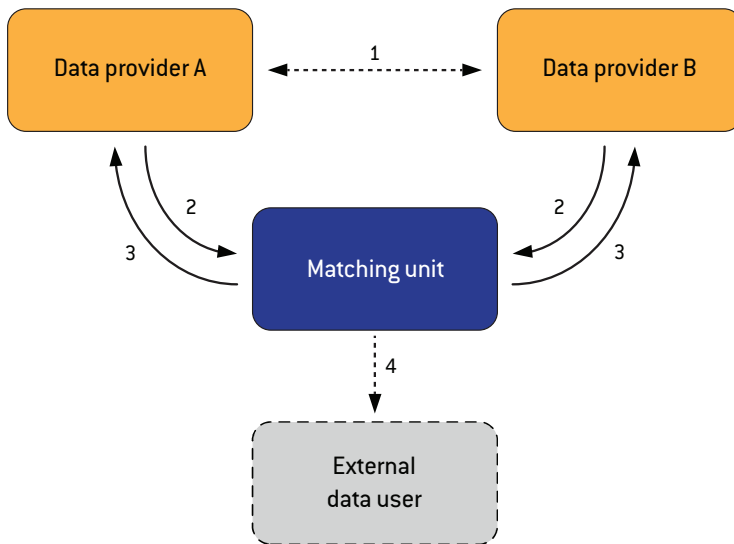 Data provider A
1
Data provider B
2
2
3
3
Matching unit
4
External
data user